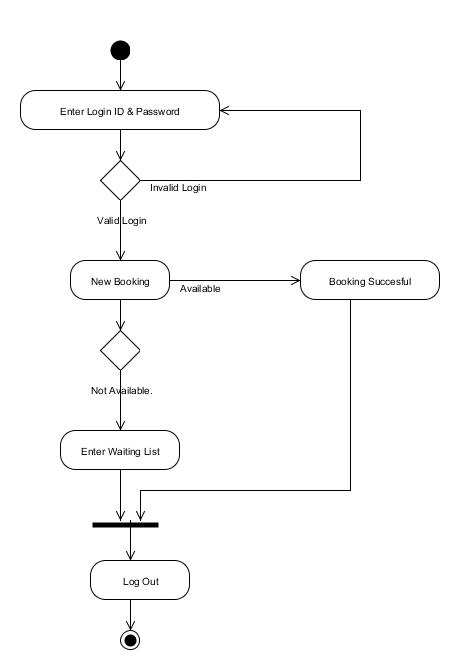 Enter Login ID & Password
Invalid Login
Valid Login
New Booking
Booking Succesful
Available
Not Available.
Enter Waiting List
Log Out